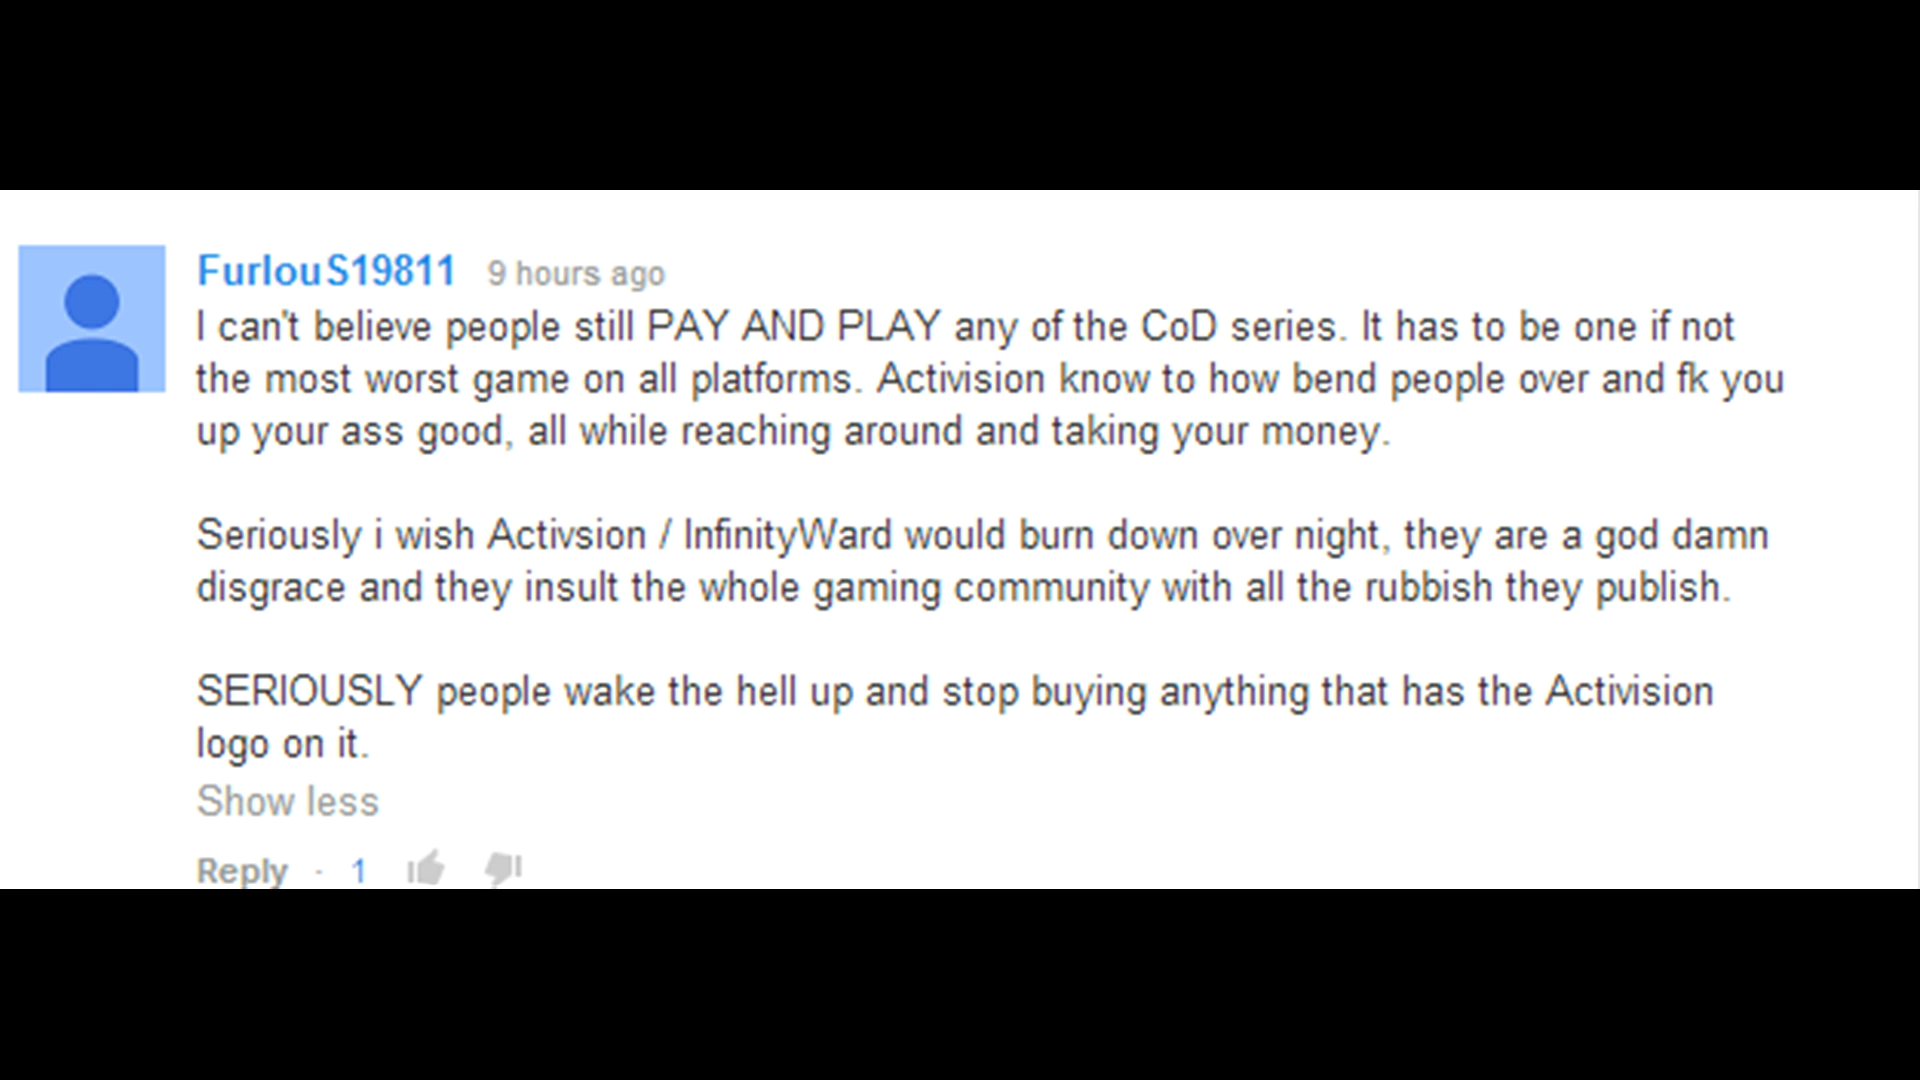 FurlouS19811 9 hours ago
I can't believe people still PAY AND PLAY any of the CoD series. It has to be one if not
the most worst game on all platforms. Activision know to how bend people over and fk you
up your ass good, all while reaching around and taking your money.
Seriously i wish Activsion / InfinityWard would burn down over night, they are a god damn
disgrace and they insult the whole gaming community with all the rubbish they publish.
SERIOUSLY people wake the hell up and stop buying anything that has the Activision
logo on it.
Show less
Reply · 1